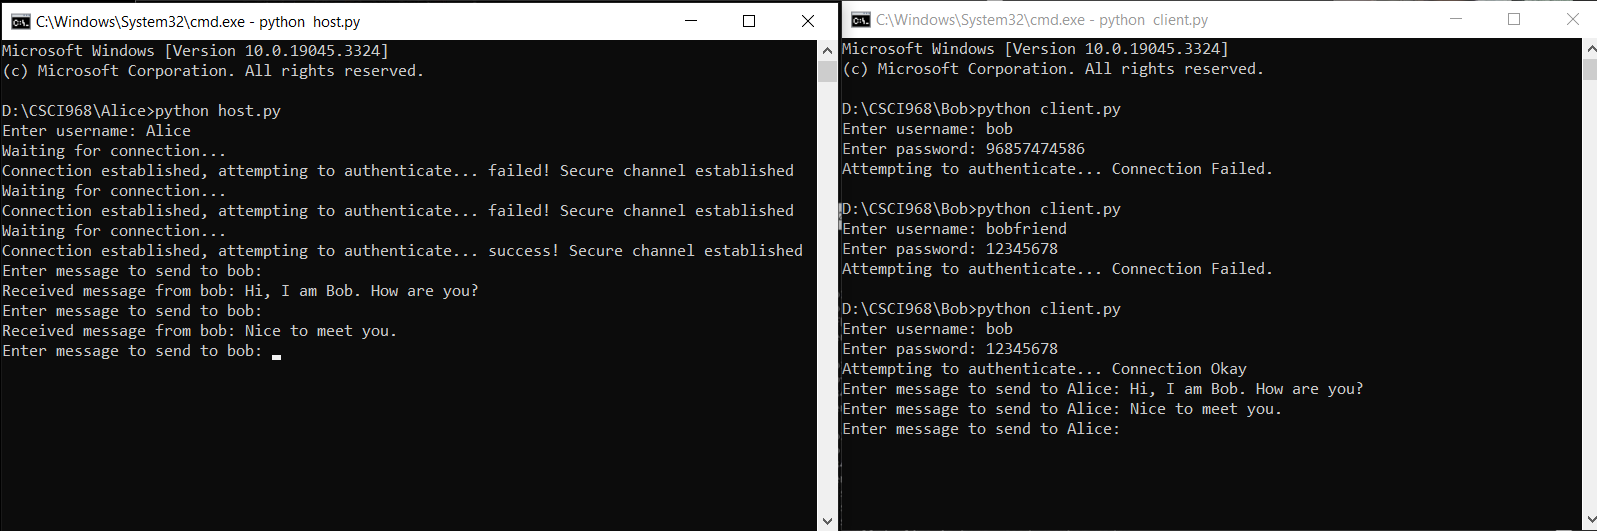 C:\Windows\System32\cmd.exe - python  host.py
Microsoft Windows [Version 10.0.19045.3324]
(c) Microsoft Corporation. All rights reserved.
D:\CSCI968\Alice>python host.py
Enter username: Alice
Waiting for connection...
Connection established, attempting to authenticate... failed! Secure channel established
Waiting for connection...
Connection established, attempting to authenticate... failed! Secure channel established
Waiting for connection...
Connection established, attempting to authenticate... success! Secure channel established
Enter message to send to bob:
Received message from bob: Hi, I am Bob. How are you?
Enter message to send to bob:
Received message from bob: Nice to meet you.
Enter message to send to bob:
C:\Windows\System32\cmd.exe - python  client.py
Microsoft Windows [Version 10.0.19045.3324]
(c) Microsoft Corporation. All rights reserved.
D:\CSCI968\Bob>python client.py
Enter username: bob
Enter password: 96857474586
Attempting to authenticate... Connection Failed.
D:\CSCI968\Bob>python client.py
Enter username: bobfriend
Enter password: 12345678
Attempting to authenticate... Connection Failed.
D:\CSCI968\Bob>python client.py
Enter username: bob
Enter password: 12345678
Attempting to authenticate... Connection Okay
Enter message to send to Alice: Hi, I am Bob. How are you?
Enter message to send to Alice: Nice to meet you.
Enter message to send to Alice: